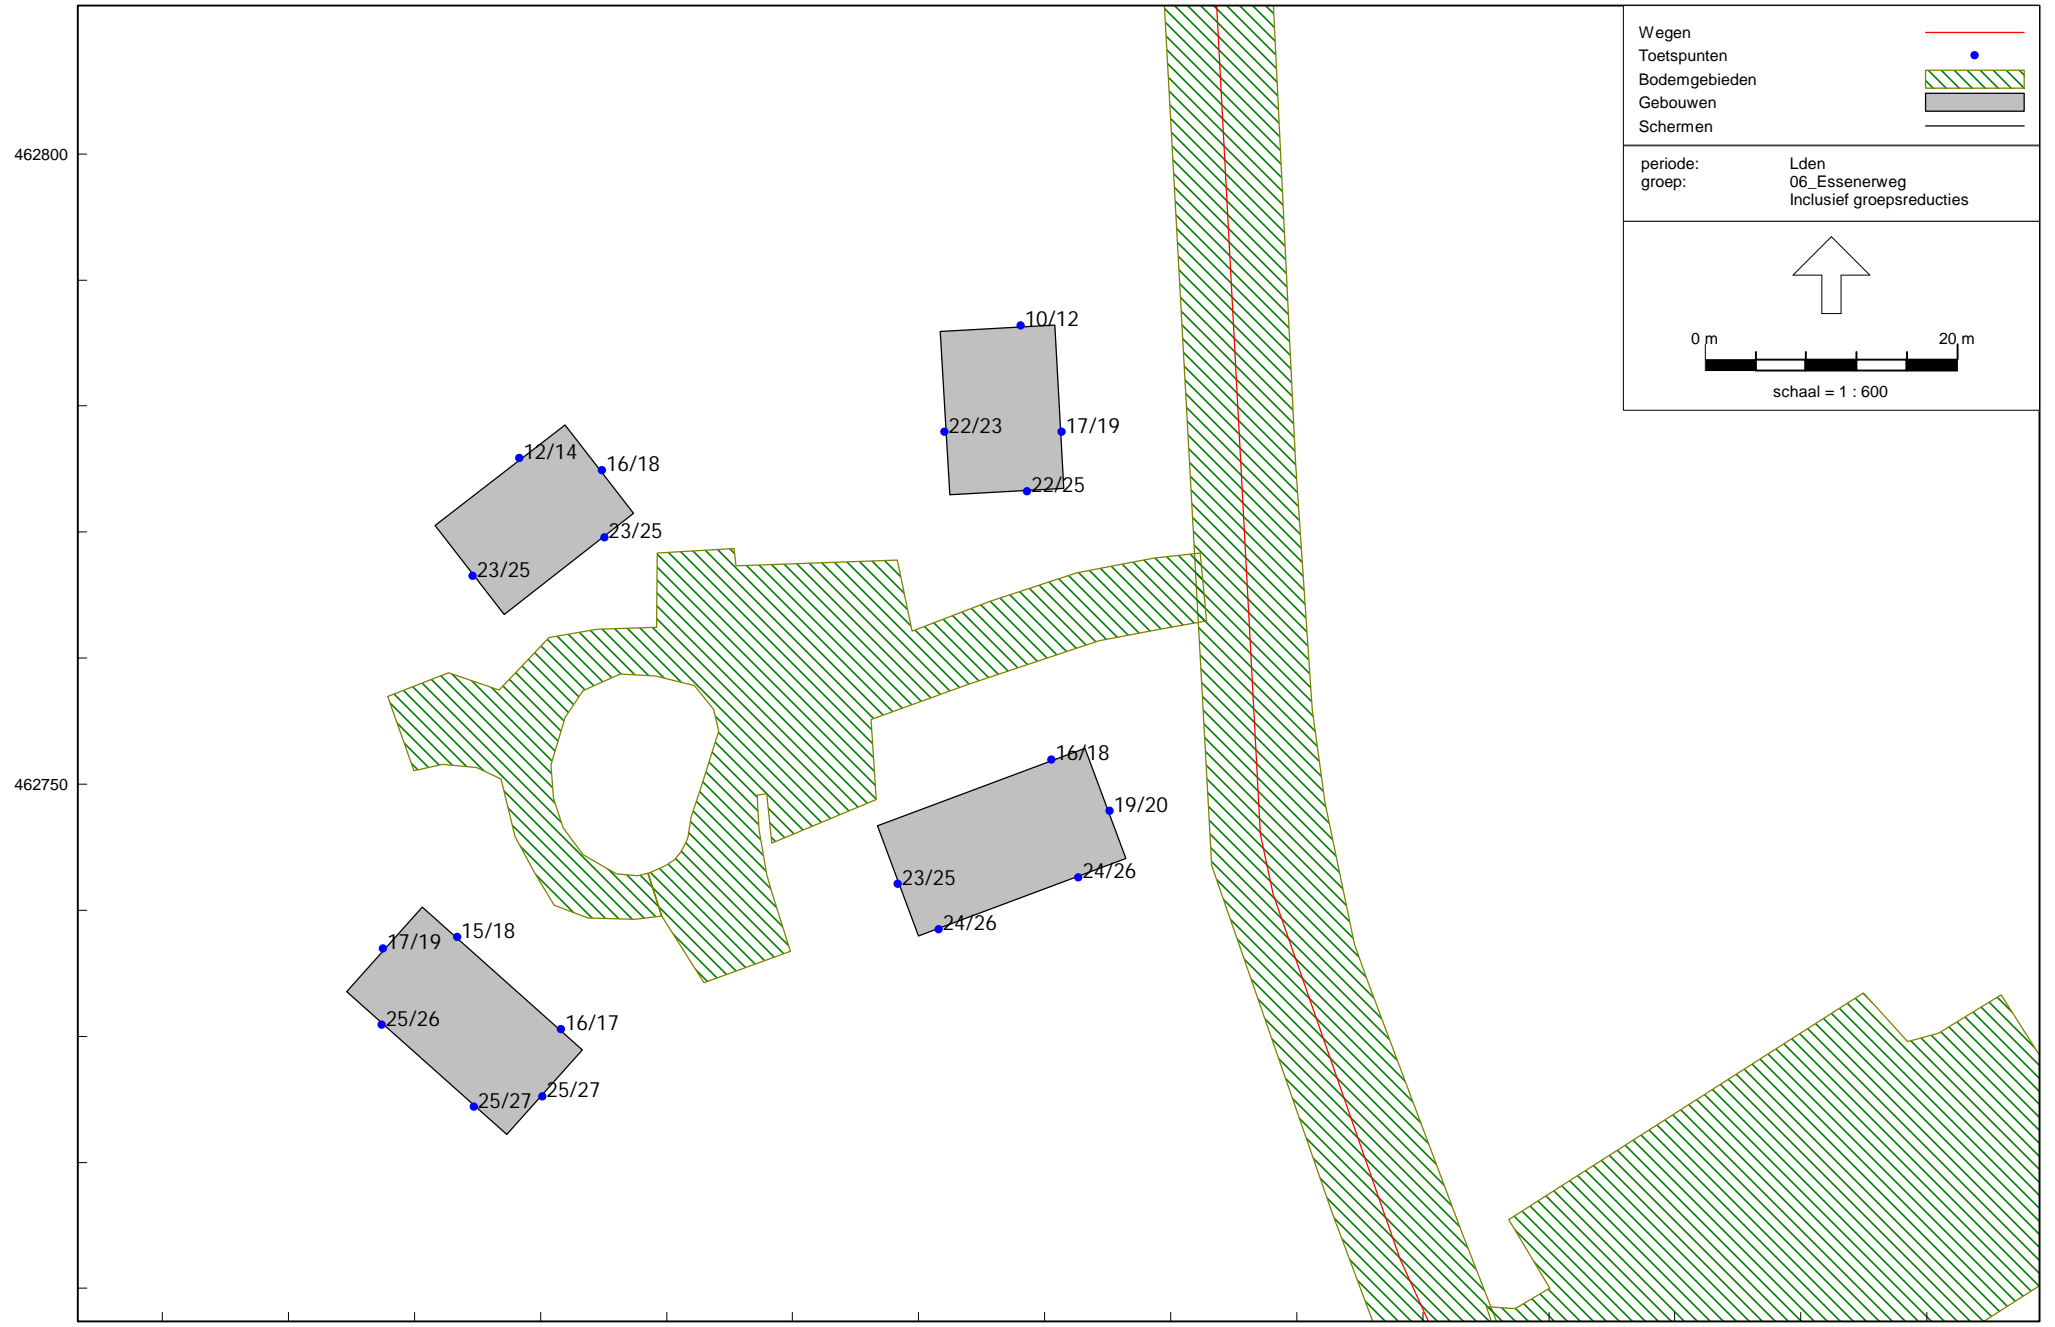 Wegen
Toetspunten
Bodemgebieden
Gebouwen
Schermen
periode: Lden
groep: 06_Essenerweg
Inclusief groepsreducties
0 m 20 m
schaal = 1 : 600
462800
10/12
22/23 17/19
12/14 16/18
22/25
23/25
23/25
462750
16/18
19/20
23/25 24/26
24/26
17/19 15/18
25/26 16/17
25/27 25/27